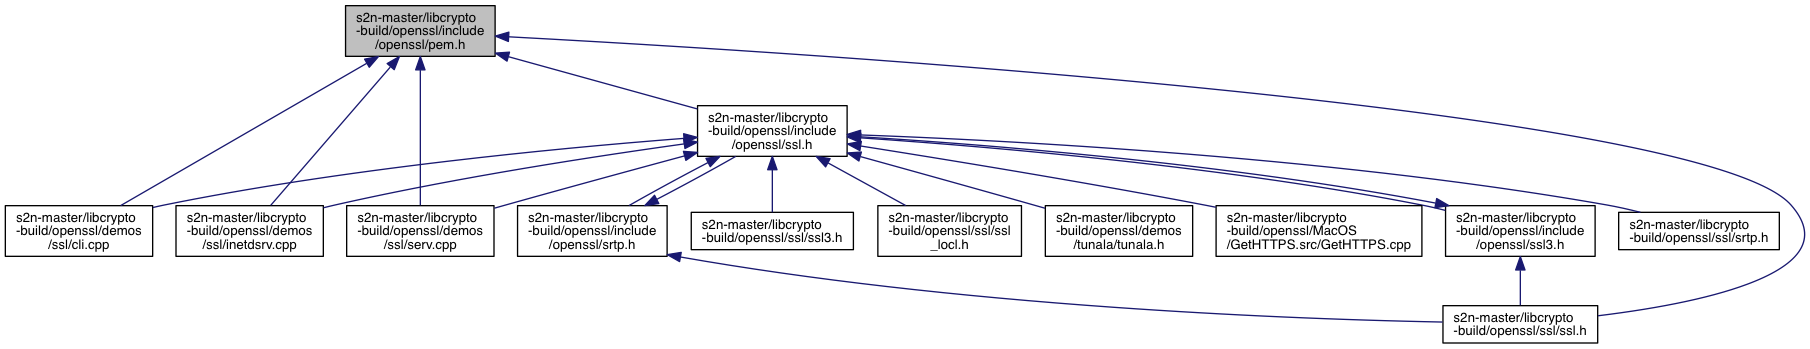 s2n-master/libcrypto
-build/openssl/include
/openssl/pem.h
s2n-master/libcrypto
-build/openssl/include
/openssl/ssl.h
s2n-master/libcrypto
-build/openssl/demos
/ssl/cli.cpp
s2n-master/libcrypto
-build/openssl/demos
/ssl/inetdsrv.cpp
s2n-master/libcrypto
-build/openssl/demos
/ssl/serv.cpp
s2n-master/libcrypto
-build/openssl/include
/openssl/srtp.h
s2n-master/libcrypto
-build/openssl/ssl/ssl3.h
s2n-master/libcrypto
-build/openssl/ssl/ssl
_locl.h
s2n-master/libcrypto
-build/openssl/demos
/tunala/tunala.h
s2n-master/libcrypto
-build/openssl/MacOS
/GetHTTPS.src/GetHTTPS.cpp
s2n-master/libcrypto
-build/openssl/include
/openssl/ssl3.h
s2n-master/libcrypto
-build/openssl/ssl/srtp.h
s2n-master/libcrypto
-build/openssl/ssl/ssl.h